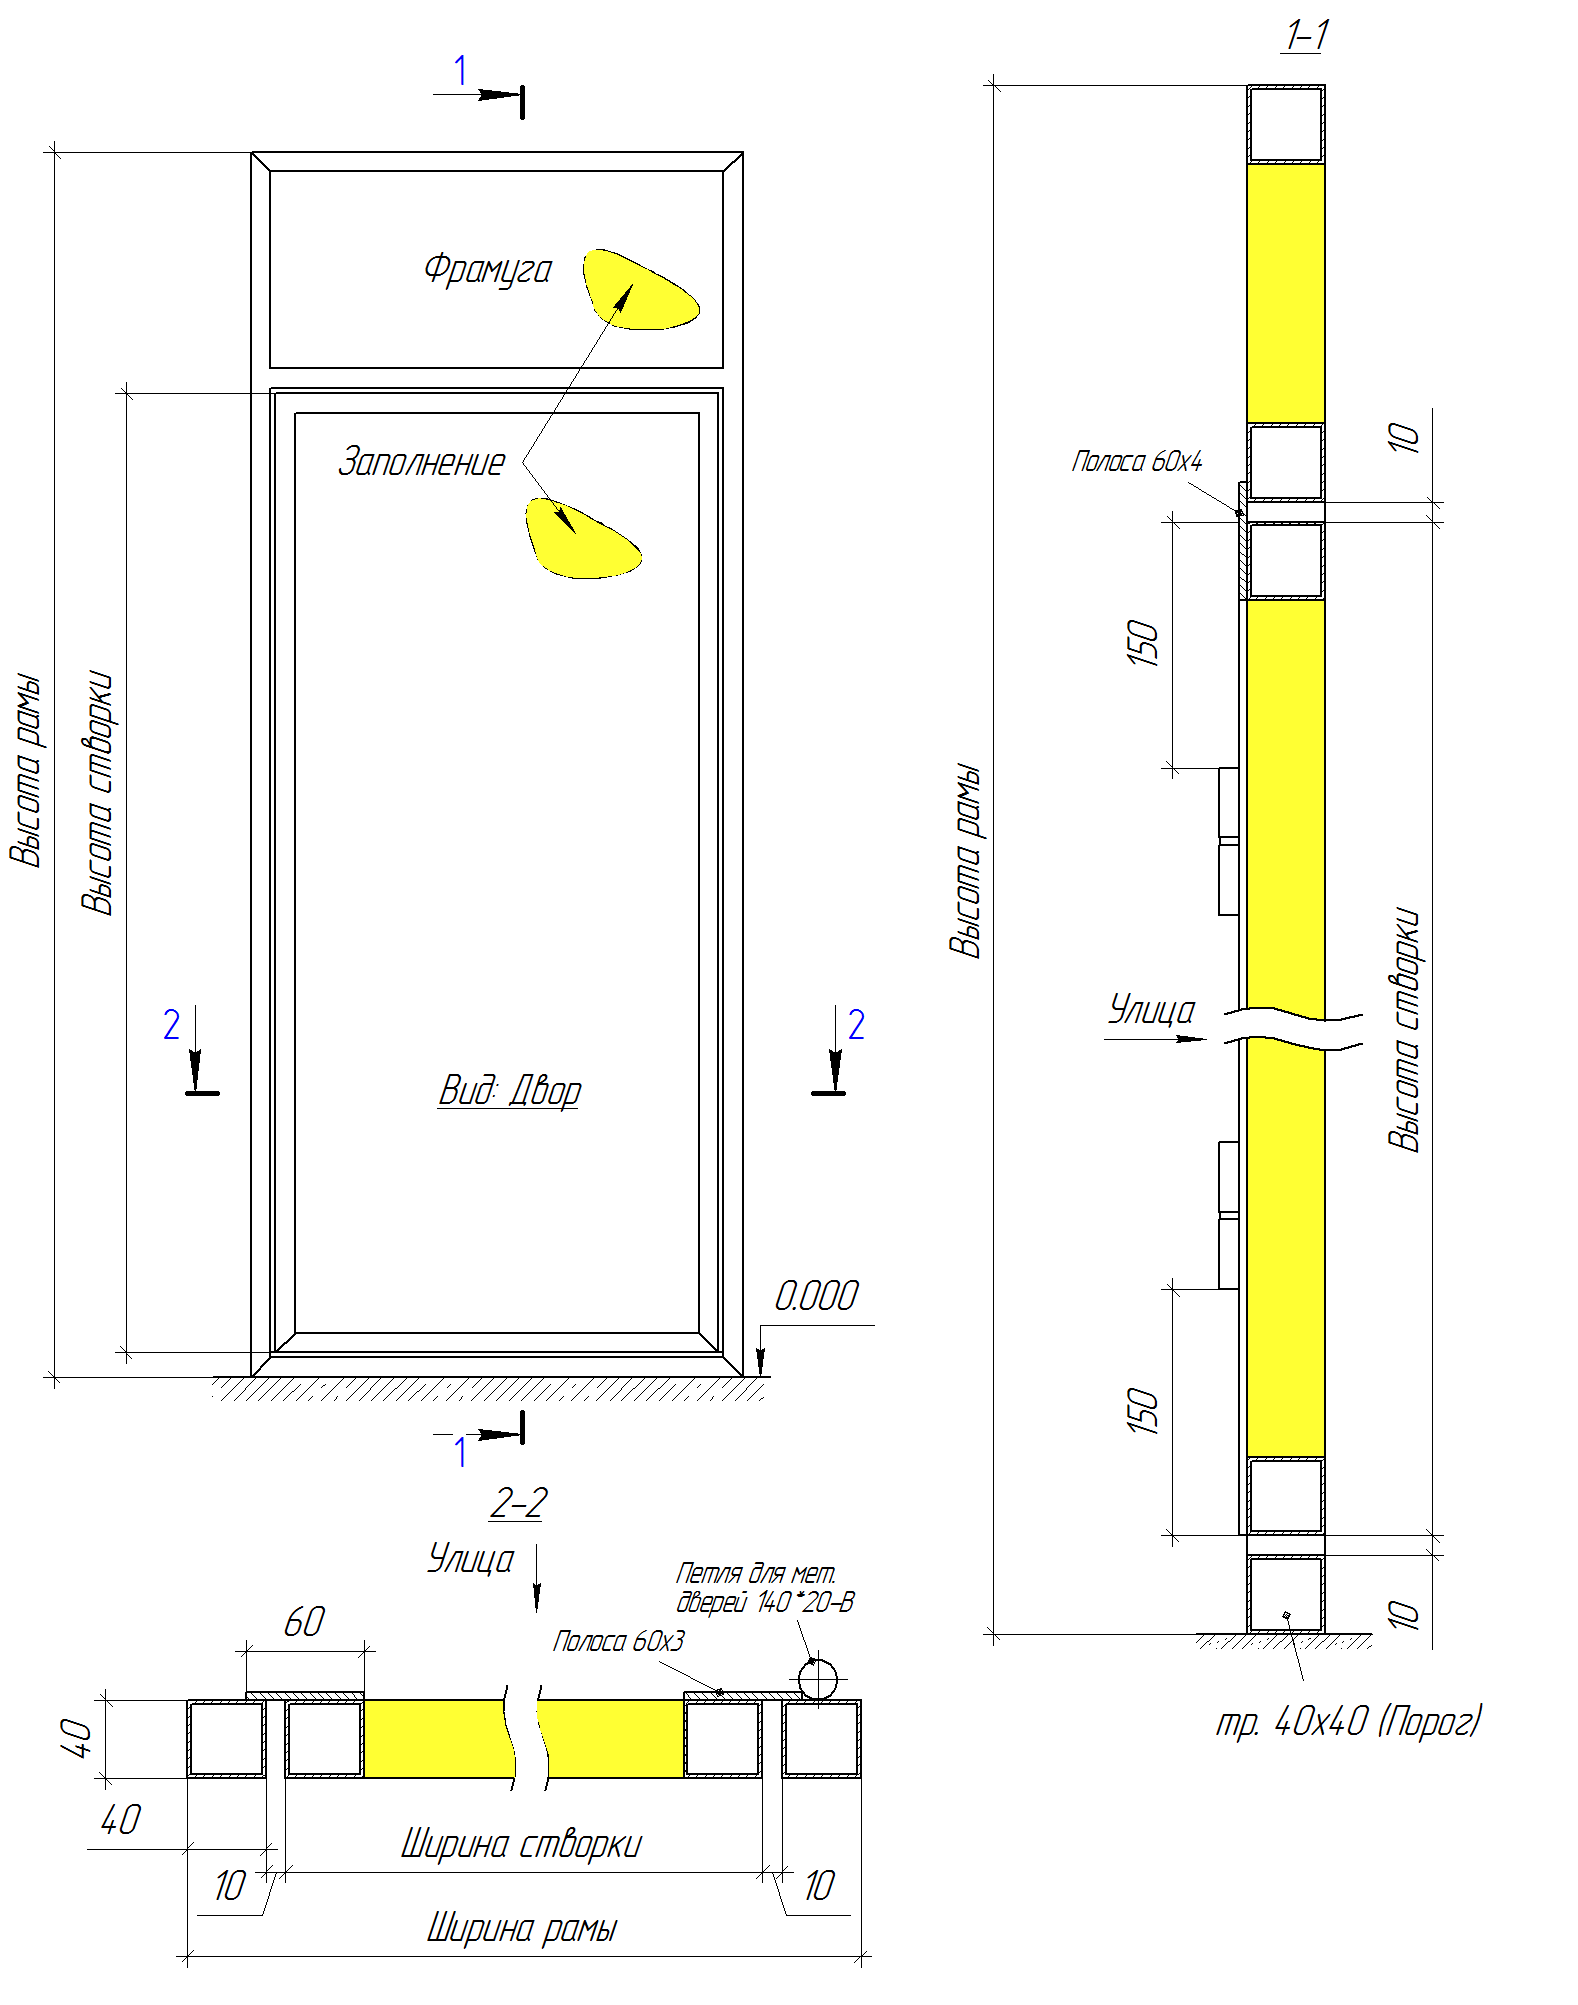 1
Фрамуга
Заполнение
Высота рамы
Высота створки
2
2
Вид: Двор
0.000
1
1-1
10
Полоса 60х4
150
Высота рамы
Улица
Высота створки
150
10
тр. 40х40 (Порог)
2-2
Улица
Петля для мет.
дверей 140*20-В
60
Полоса 60х3
40
40
Ширина створки
10
10
Ширина рамы